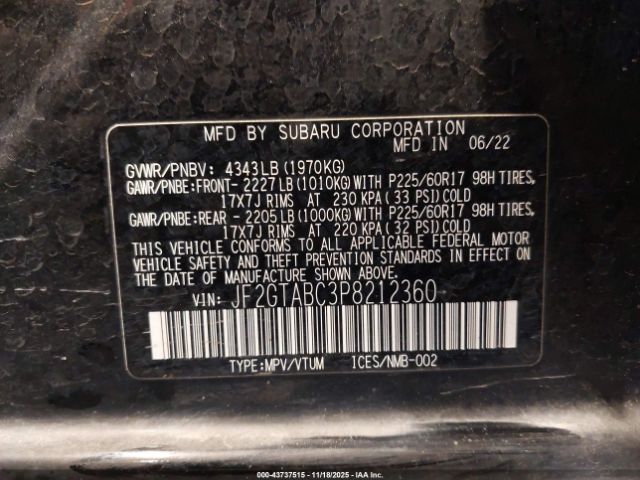 MFD BY SUBARU CORPORATION
MFD IN 06/22
GVWR/PNBV: 4343LB(1970KG)
GAWR/PNBE:FRONT- 2227LB(1010KG)WITH P225/60R17 98H TIRES,
17X7J RIMS AT 230 KPA(33 PSI)COLD
GAWR/PNBE:REAR - 2205LB(1000KG)WITH P225/60R17 98H TIRES,
17X7J RIMS AT 220 KPA(32 PSI)COLD
THIS VEHICLE CONFORMS TO ALL APPLICABLE FEDERAL MOTOR
VEHICLE SAFETY AND THEFT PREVENTION STANDARDS IN EFFECT ON
THE DATE OF MANUFACTURE SHOWN ABOVE.
VIN: JF2GTABC3P8212360
TYPE:MPV/VTUM ICES/NMB-002
000-43737515 - 11/18/2025 - IAA Inc.